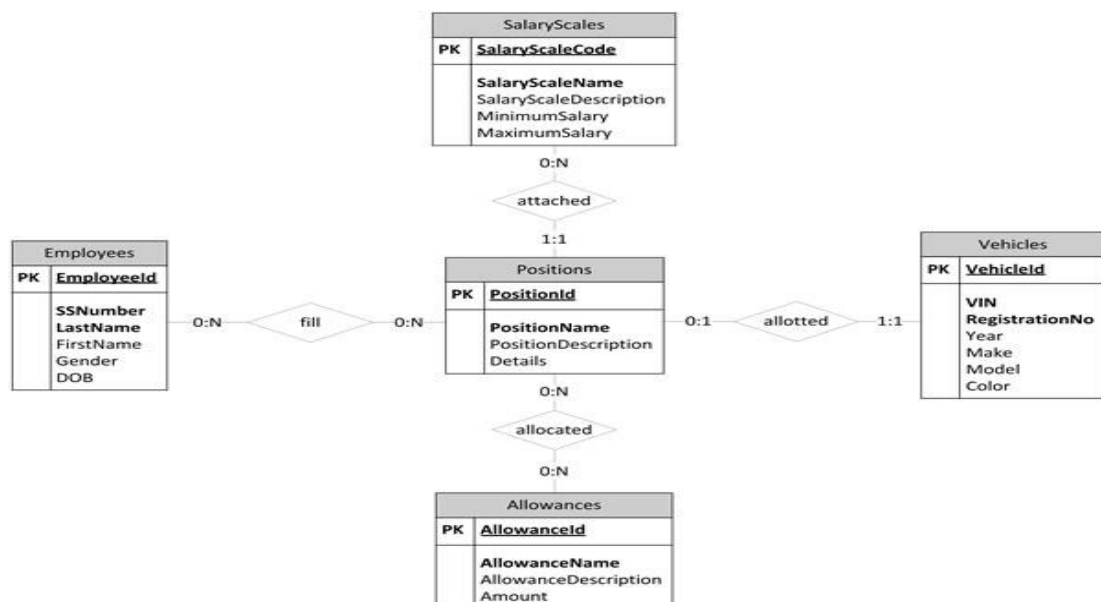 SalaryScales
PK SalaryScaleCode
SalaryScaleName
SalaryScaleDescription
MinimumSalary
MaximumSalary
0:N
attached
1:1
Employees
PK EmployeeId
SSNumber
LastName
FirstName
Gender
DOB
0:N
fill
0:N
Positions
PK PositionId
PositionName
PositionDescription
Details
0:1
allotted
1:1
Vehicles
PK VehicleId
VIN
RegistrationNo
Year
Make
Model
Color
0:N
allocated
0:N
Allowances
PK AllowanceId
AllowanceName
AllowanceDescription
Amount